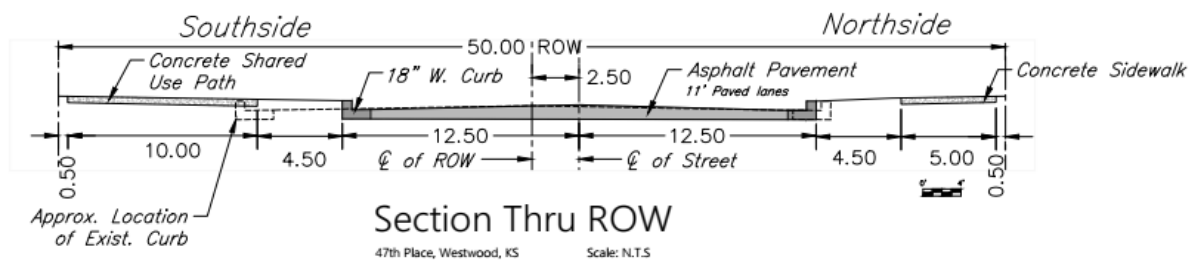 Southside
Northside
50.00 ROW
Concrete Shared
Use Path
18" W. Curb
2.50
Asphalt Pavement
11' Paved lanes
Concrete Sidewalk
0.50
10.00
4.50
12.50
12.50
4.50
5.00
0.50
℄ of ROW
℄ of Street
0' 4'
Approx. Location
of Exist. Curb
Section Thru ROW
47th Place, Westwood, KS
Scale: N.T.S